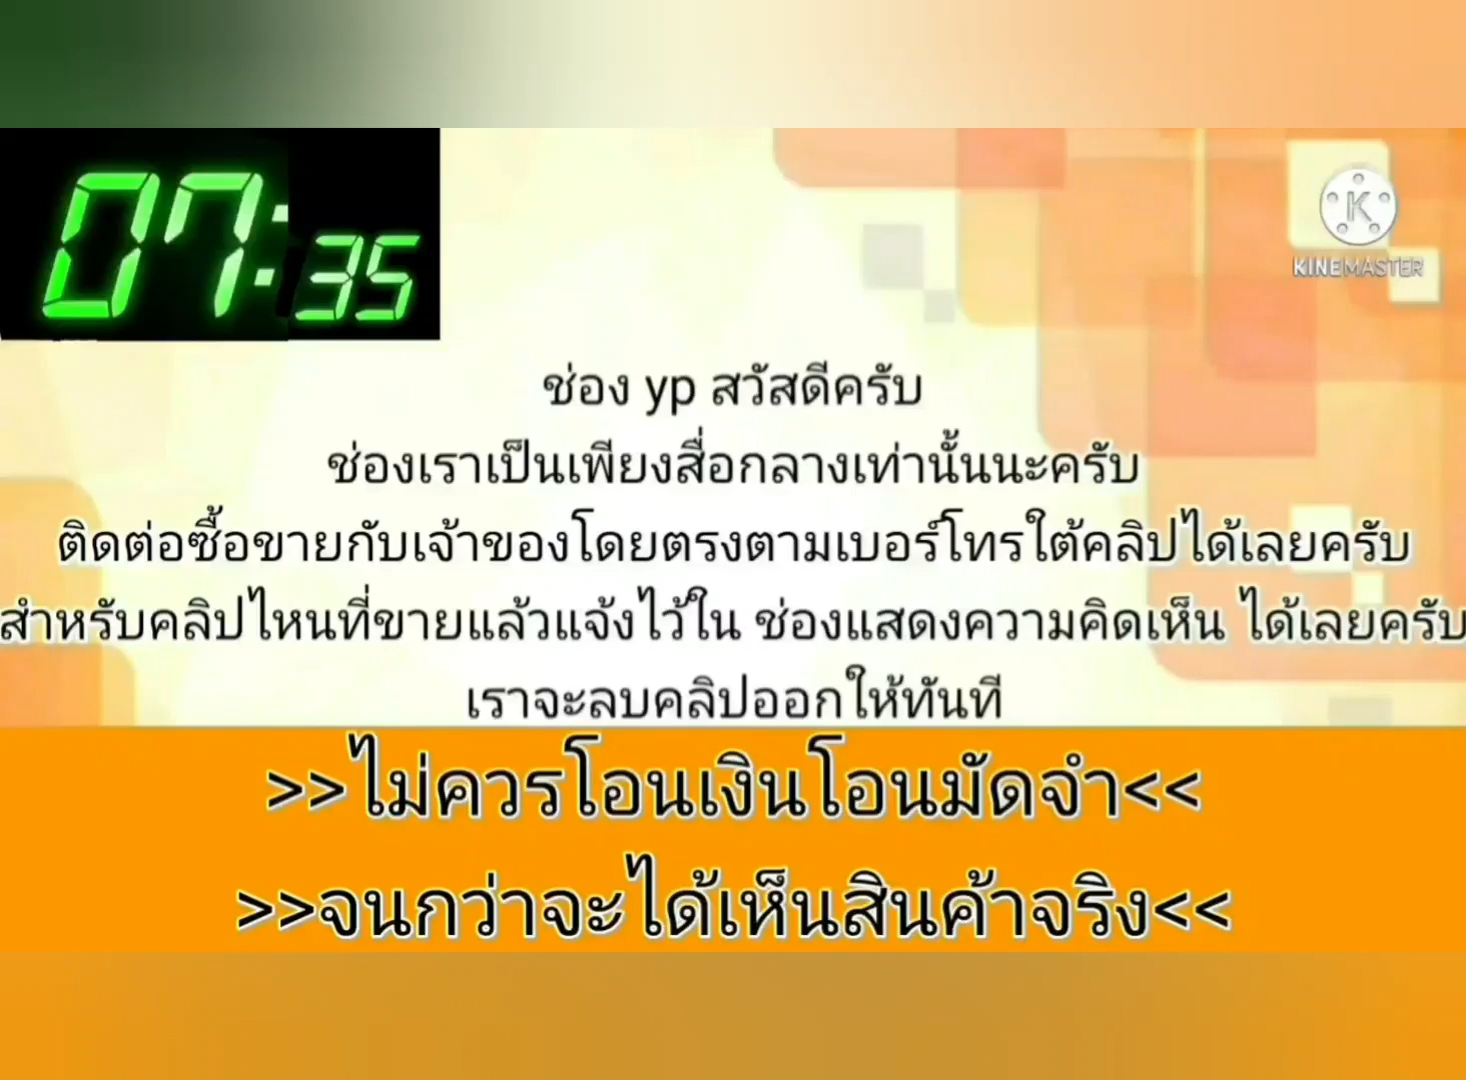 07:35
KINEMASTER
ช่อง yp สวัสดีครับ
ช่องเราเป็นเพียงสื่อกลางเท่านั้นนะครับ
ติดต่อซื้อขายกับเจ้าของโดยตรงตามเบอร์โทรใต้คลิปได้เลยครับ
สำหรับคลิปไหนที่ขายแล้วแจ้งไว้ใน ช่องแสดงความคิดเห็น ได้เลยครับ
เราจะลบคลิปออกให้ทันที
>>ไม่ควรโอนเงินโอนมัดจำ<<
>>จนกว่าจะได้เห็นสินค้าจริง<<